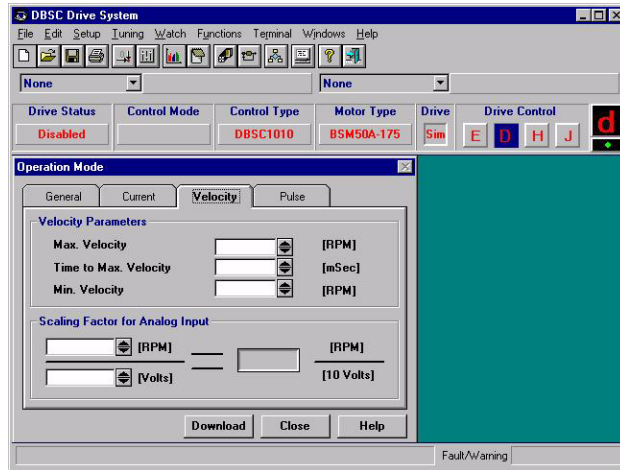 DBSC Drive System
File Edit Setup Tuning Watch Functions Terminal Windows Help
None None
Drive Status Control Mode Control Type Motor Type Drive Drive Control
Disabled DBSC1010 BSM50A-175 Sim E D H J d
Operation Mode
General Current Velocity Pulse
Velocity Parameters
Max. Velocity [RPM]
Time to Max. Velocity [mSec]
Min. Velocity [RPM]
Scaling Factor for Analog Input
[RPM] [RPM]
[Volts] [10 Volts]
Download Close Help
Fault/Warning